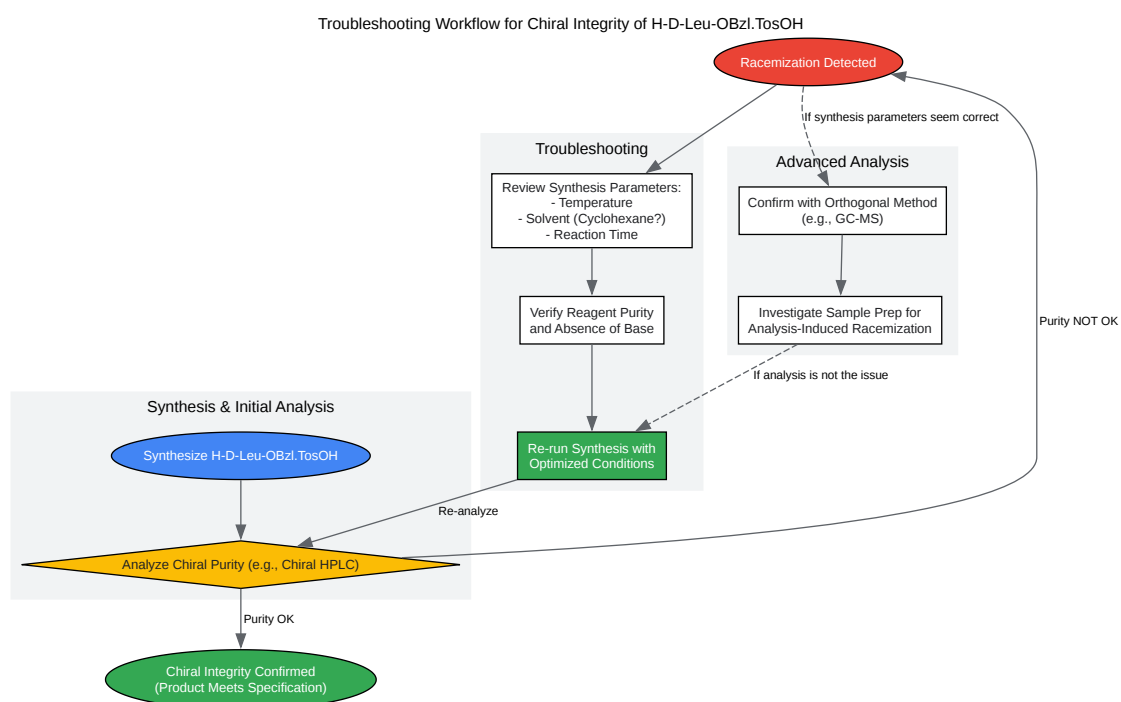 Troubleshooting Workflow for Chiral Integrity of H-D-Leu-OBzl.TosOH
Racemization Detected
If synthesis parameters seem correct
Troubleshooting
Advanced Analysis
Review Synthesis Parameters:
- Temperature
- Solvent (Cyclohexane?)
- Reaction Time
Confirm with Orthogonal Method
(e.g., GC-MS)
Verify Reagent Purity
and Absence of Base
Investigate Sample Prep for
Analysis-Induced Racemization
Purity NOT OK
If analysis is not the issue
Synthesis & Initial Analysis
Synthesize H-D-Leu-OBzl.TosOH
Re-run Synthesis with
Optimized Conditions
Re-analyze
Analyze Chiral Purity (e.g., Chiral HPLC)
Purity OK
Chiral Integrity Confirmed
(Product Meets Specification)